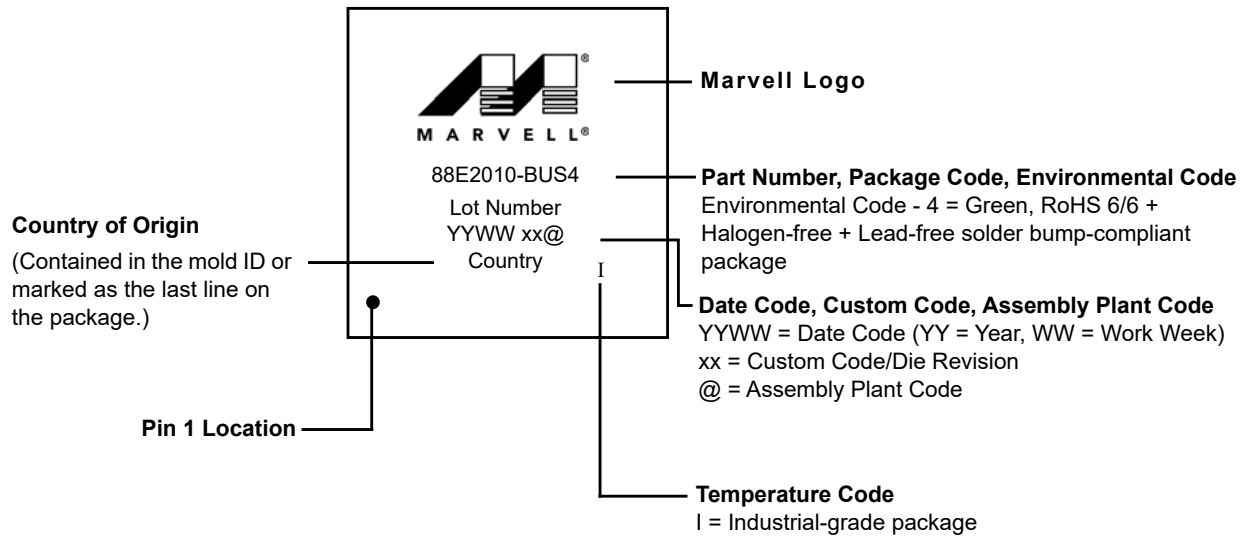 MARVELL®
88E2010-BUS4
Lot Number
YYWW xx@
Country
I
Marvell Logo
Part Number, Package Code, Environmental Code
Environmental Code - 4 = Green, RoHS 6/6 +
Halogen-free + Lead-free solder bump-compliant
package
Country of Origin
(Contained in the mold ID or
marked as the last line on
the package.)
Date Code, Custom Code, Assembly Plant Code
YYWW = Date Code (YY = Year, WW = Work Week)
xx = Custom Code/Die Revision
@ = Assembly Plant Code
Pin 1 Location
Temperature Code
I = Industrial-grade package